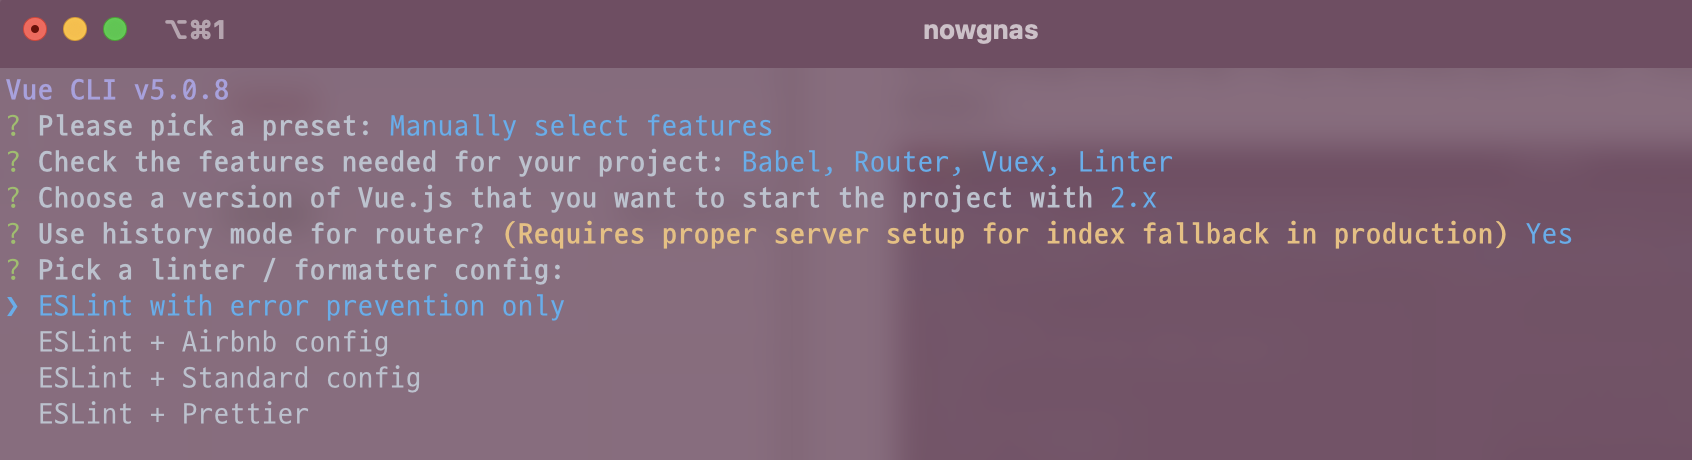 ⌥⌘1 nowgnas
Vue CLI v5.0.8
? Please pick a preset: Manually select features
? Check the features needed for your project: Babel, Router, Vuex, Linter
? Choose a version of Vue.js that you want to start the project with 2.x
? Use history mode for router? (Requires proper server setup for index fallback in production) Yes
? Pick a linter / formatter config:
❯ ESLint with error prevention only
ESLint + Airbnb config
ESLint + Standard config
ESLint + Prettier